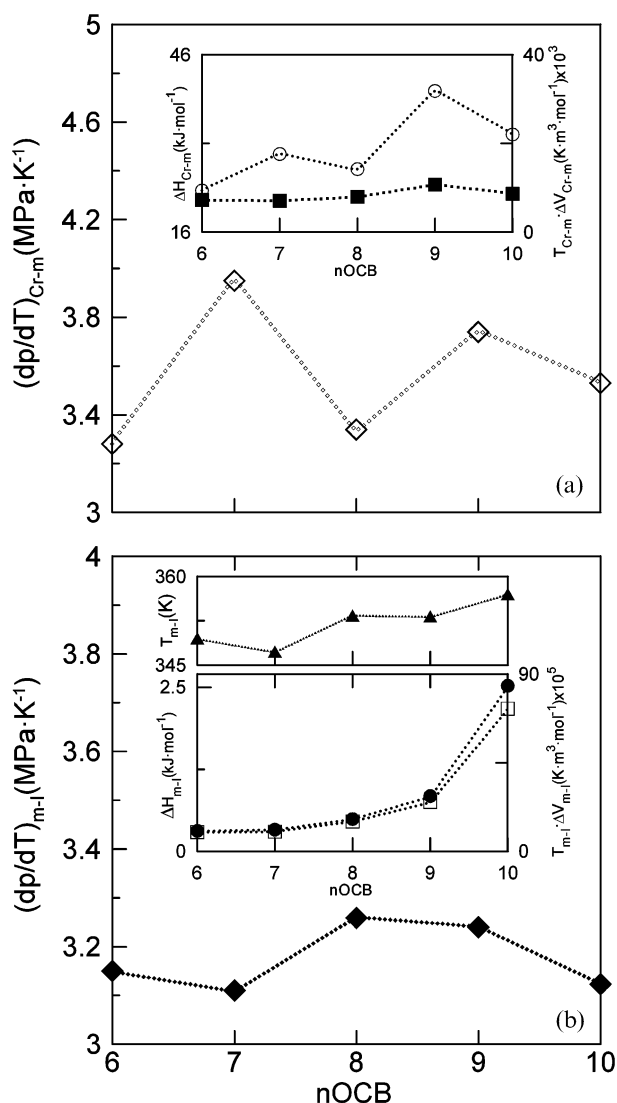 5
4.6
4.2
3.8
3.4
3
(dp/dT)Cr-m(MPa·K-1)
46
16
ΔHCr-m(kJ·mol-1)
40
0
TCr-m·ΔVCr-m(K·m3·mol-1)x103
6 7 8 9 10
nOCB
(a)
4
3.8
3.6
3.4
3.2
3
(dp/dT)m-I(MPa·K-1)
360
345
Tm-I(K)
2.5
0
ΔHm-I(kJ·mol-1)
90
0
Tm-I·ΔVm-I(K·m3·mol-1)x105
6 7 8 9 10
nOCB
(b)
6 7 8 9 10
nOCB